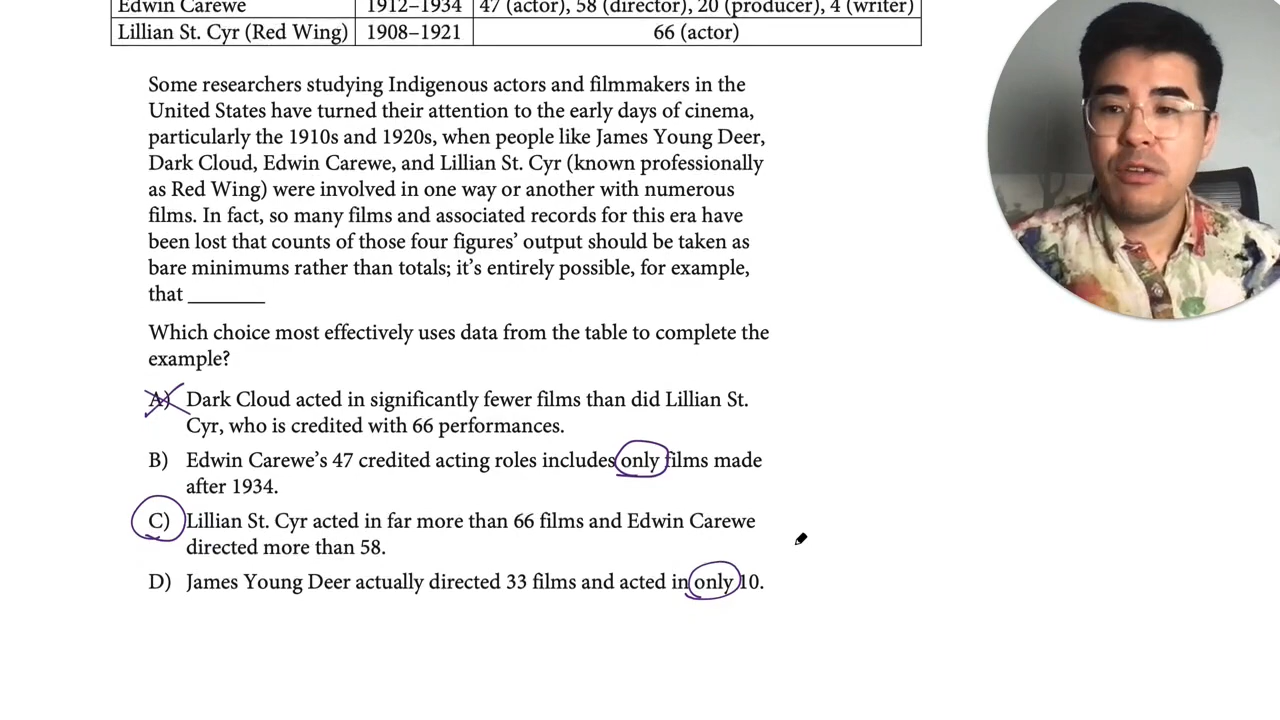 Edwin Carewe 1912–1934 47 (actor), 58 (director), 20 (producer), 4 (writer)
Lillian St. Cyr (Red Wing) 1908–1921 66 (actor)
Some researchers studying Indigenous actors and filmmakers in the
United States have turned their attention to the early days of cinema,
particularly the 1910s and 1920s, when people like James Young Deer,
Dark Cloud, Edwin Carewe, and Lillian St. Cyr (known professionally
as Red Wing) were involved in one way or another with numerous
films. In fact, so many films and associated records for this era have
been lost that counts of those four figures’ output should be taken as
bare minimums rather than totals; it’s entirely possible, for example,
that ________
Which choice most effectively uses data from the table to complete the
example?
A) Dark Cloud acted in significantly fewer films than did Lillian St.
Cyr, who is credited with 66 performances.
B) Edwin Carewe’s 47 credited acting roles includes only films made
after 1934.
C) Lillian St. Cyr acted in far more than 66 films and Edwin Carewe
directed more than 58.
D) James Young Deer actually directed 33 films and acted in only 10.